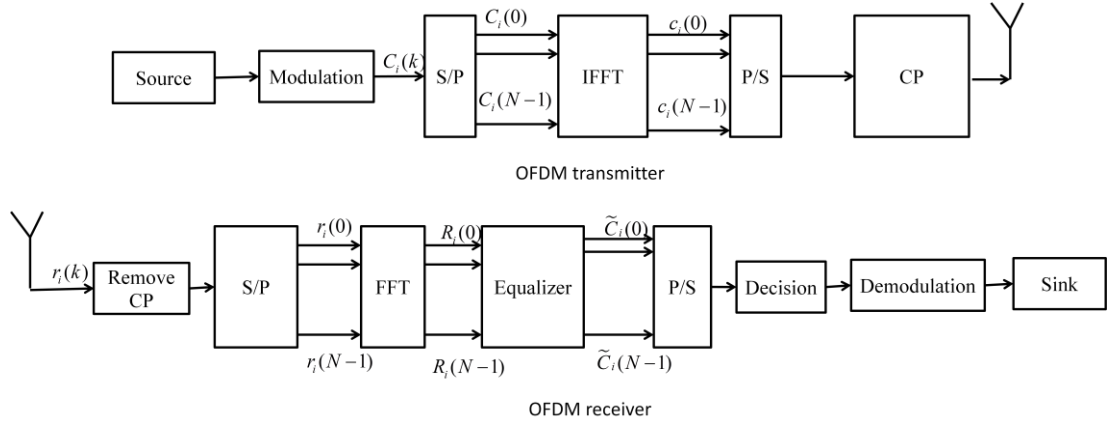 Source
Modulation
C_i(k)
S/P
C_i(0)
C_i(N−1)
IFFT
c_i(0)
c_i(N−1)
P/S
CP
OFDM transmitter
r_i(k)
Remove
CP
S/P
r_i(0)
r_i(N−1)
FFT
R_i(0)
R_i(N−1)
Equalizer
C̃_i(0)
C̃_i(N−1)
P/S
Decision
Demodulation
Sink
OFDM receiver